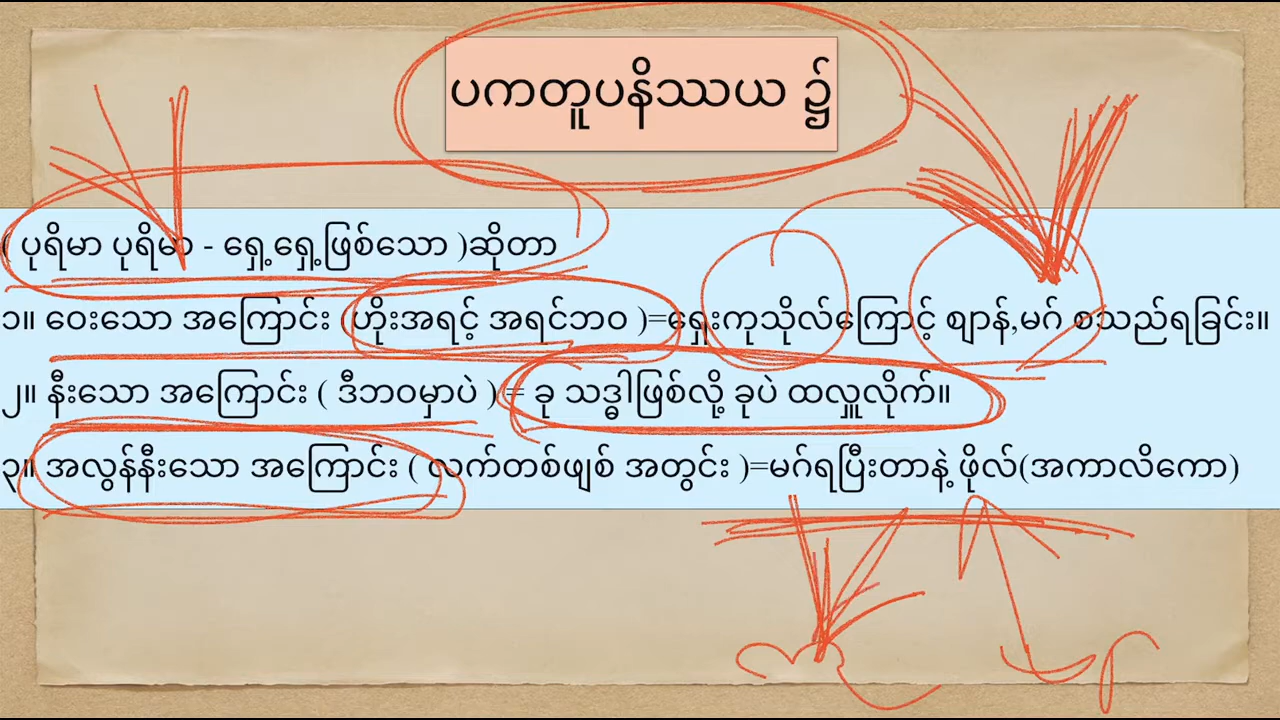 ပကတူပနိဿယ ၌
( ပုရိမာ ပုရိမာ - ရှေ့ရှေ့ဖြစ်သော )ဆိုတာ
၁။ ဝေးသော အကြောင်း (ဟိုးအရင့် အရင်ဘဝ )=ရှေးကုသိုလ်ကြောင့် ဈာန်,မဂ် စသည်ရခြင်း။
၂။ နီးသော အကြောင်း ( ဒီဘဝမှာပဲ ) = ခု သဒ္ဓါဖြစ်လို့ ခုပဲ ထလှူလိုက်။
၃။ အလွန်နီးသော အကြောင်း ( လက်တစ်ဖျစ် အတွင်း )=မဂ်ရပြီးတာနဲ့ ဖိုလ်(အကာလိကော)